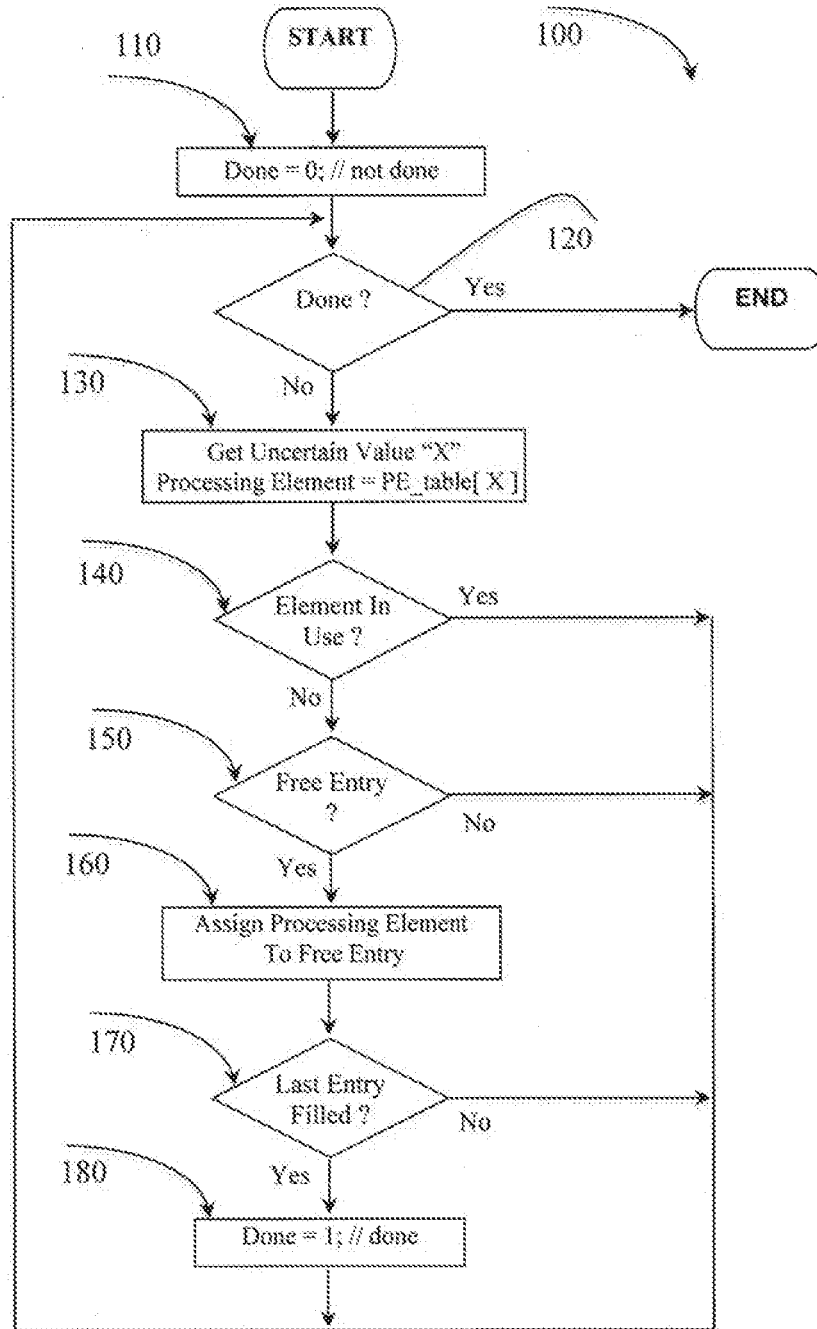 START
100
110
Done = 0; // not done
120
Done ?
Yes
END
No
130
Get Uncertain Value “X”
Processing Element = PE_table[ X ]
140
Element In
Use ?
Yes
No
150
Free Entry
?
No
Yes
160
Assign Processing Element
To Free Entry
170
Last Entry
Filled ?
No
Yes
180
Done = 1; // done